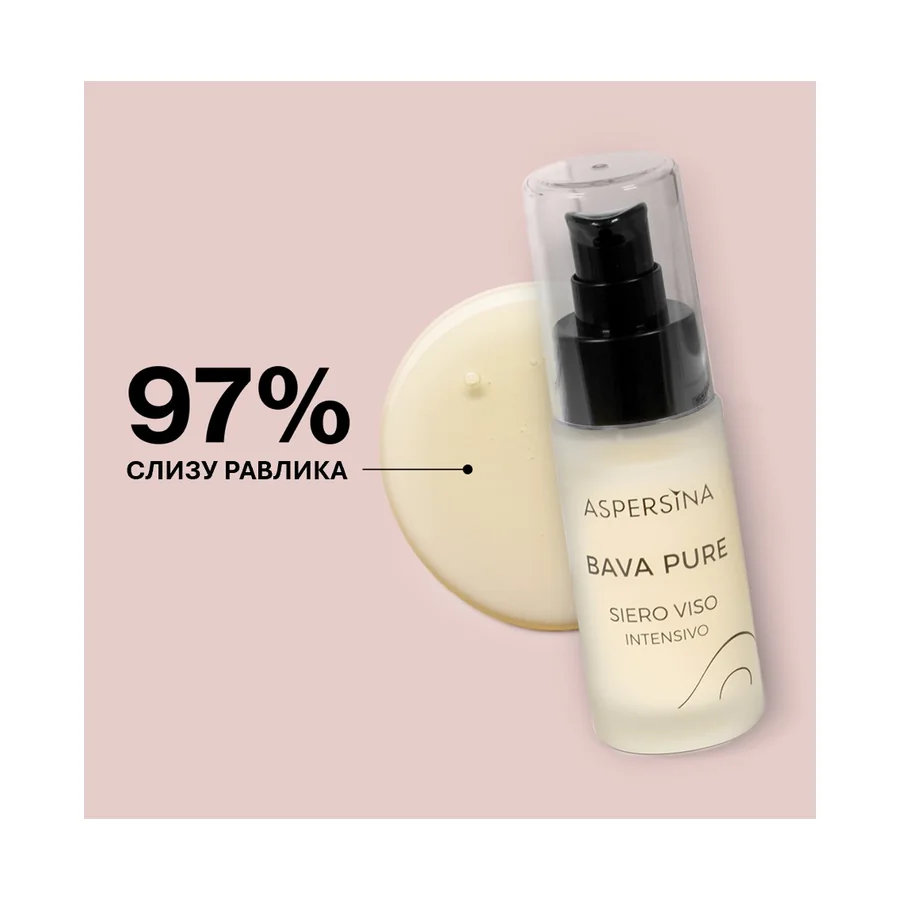 97%
СЛИЗУ РАВЛИКА
ASPERSINA
BAVA PURE
SIERO VISO
INTENSIVO